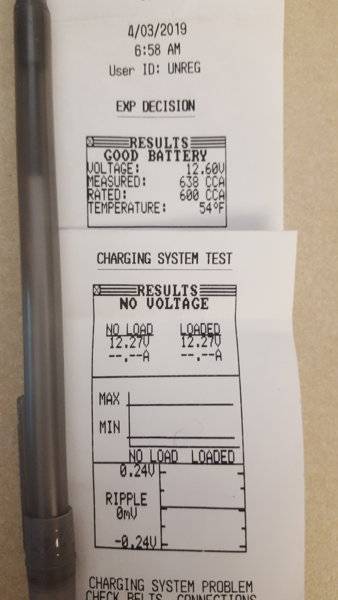 4/03/2019
6:58 AM
User ID: UNREG
EXP DECISION
RESULTS
GOOD BATTERY
VOLTAGE: 12.60V
MEASURED: 638 CCA
RATED: 600 CCA
TEMPERATURE: 54°F
CHARGING SYSTEM TEST
RESULTS
NO VOLTAGE
NO LOAD LOADED
12.27V 12.27V
--.--A --.--A
MAX
MIN
NO LOAD LOADED
0.24V
RIPPLE
0mV
-0.24V
CHARGING SYSTEM PROBLEM
CHECK BELTS, CONNECTIONS